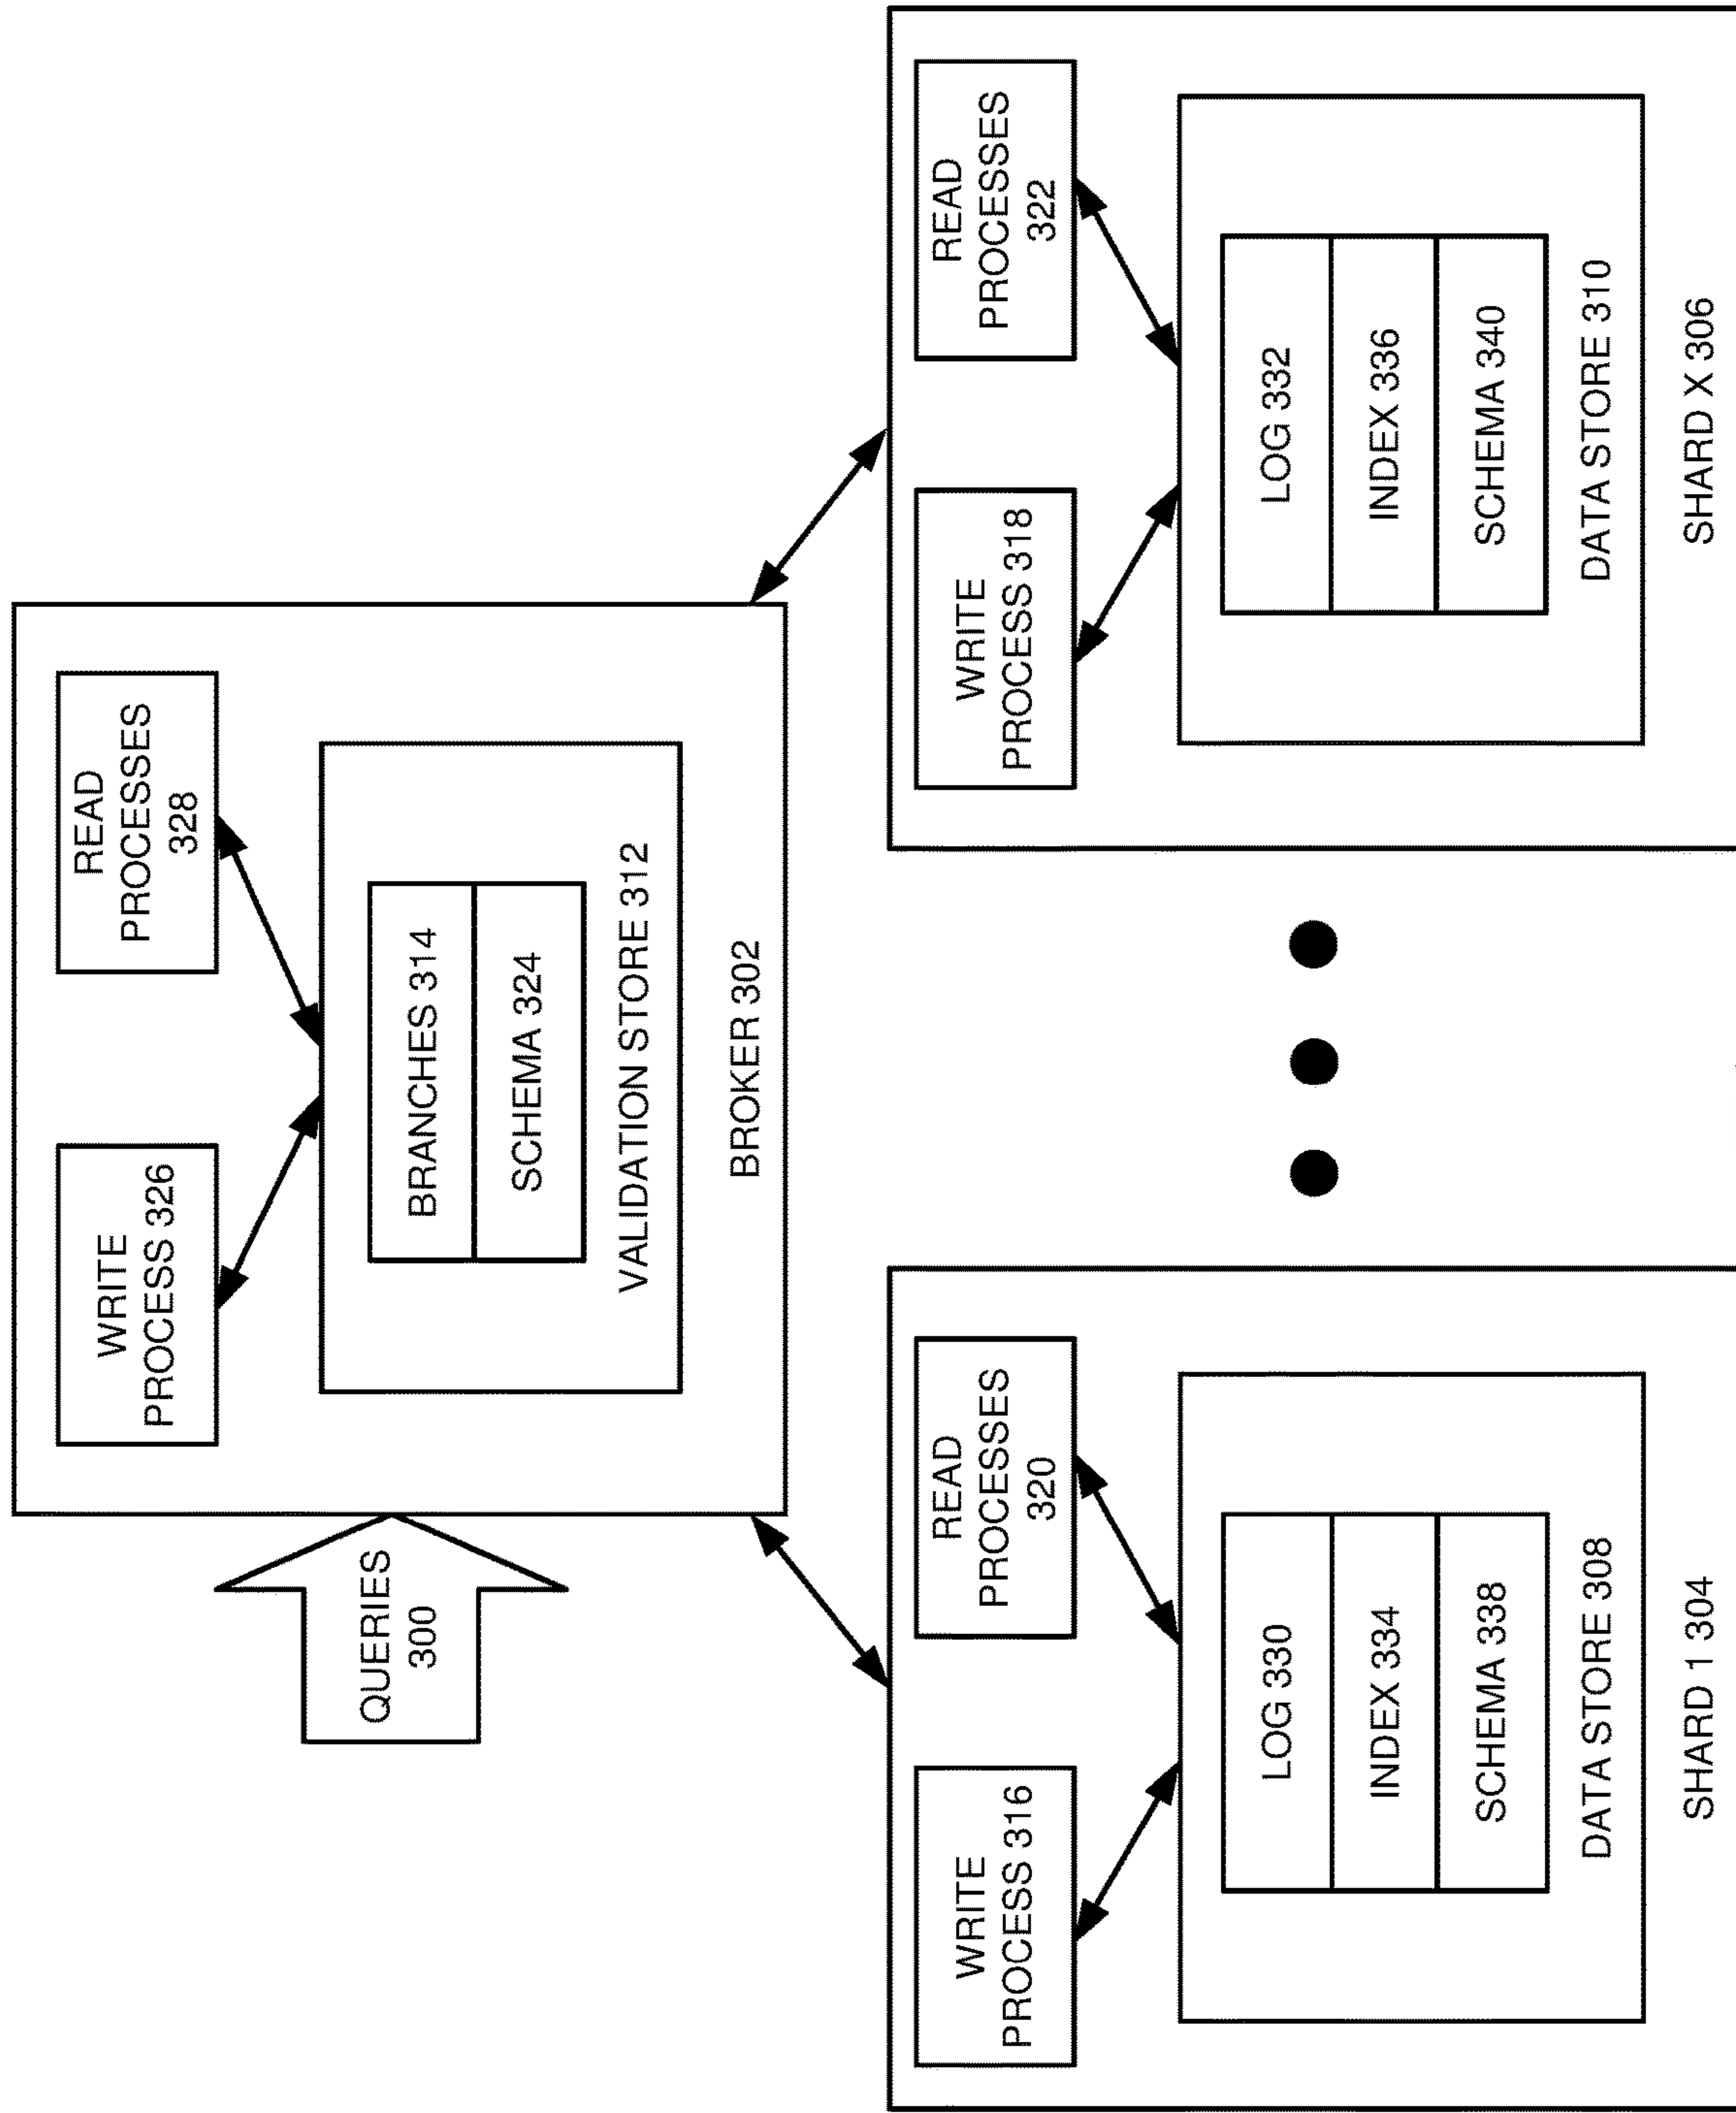 QUERIES
300
WRITE
PROCESS 326
READ
PROCESSES
328
BRANCHES 314
SCHEMA 324
VALIDATION STORE 312
BROKER 302
WRITE
PROCESS 316
READ
PROCESSES
320
LOG 330
INDEX 334
SCHEMA 338
DATA STORE 308
SHARD 1 304
WRITE
PROCESS 318
READ
PROCESSES
322
LOG 332
INDEX 336
SCHEMA 340
DATA STORE 310
SHARD X 306